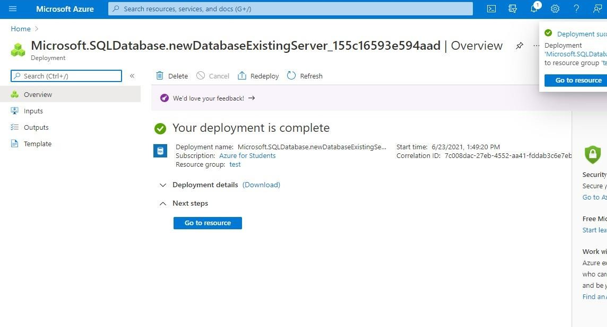 Microsoft Azure
Search resources, services, and docs (G+/)
1
Home
Microsoft.SQLDatabase.newDatabaseExistingServer_155c16593e594aad | Overview
Deployment
Search (Ctrl+/)
Overview
Inputs
Outputs
Template
Delete
Cancel
Redeploy
Refresh
We'd love your feedback!
Your deployment is complete
Deployment name: Microsoft.SQLDatabase.newDatabaseExistingSe...
Subscription: Azure for Students
Resource group: test
Start time: 6/23/2021, 1:49:20 PM
Correlation ID: 7c008dac-27eb-4552-aa41-fddab3c6e7eb
Deployment details (Download)
Next steps
Go to resource
Deployment suc
Deployment
'Microsoft.SQLDatab
to resource group 'te
Go to resource
Security
Secure y
Go to A
Free Mic
Start lea
Work wi
Azure e
who can
and be y
Find an